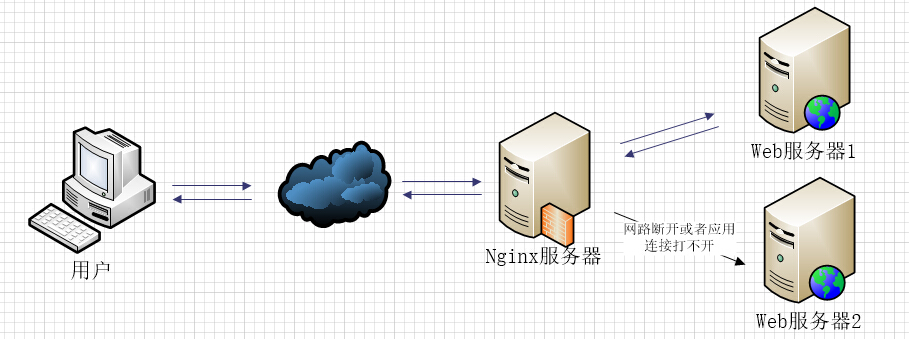 Web服务器1
网路断开或者应用
连接打不开
Nginx服务器
用户
Web服务器2